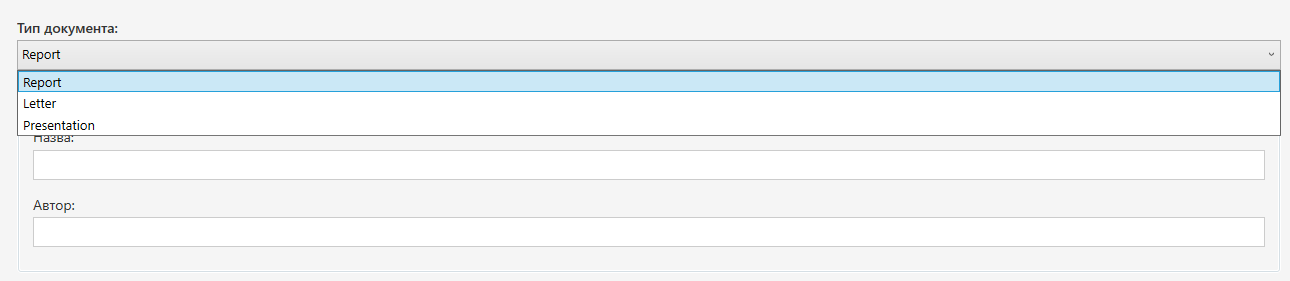 Тип документа:
Report
Report
Letter
Presentation
Назва:
Автор: